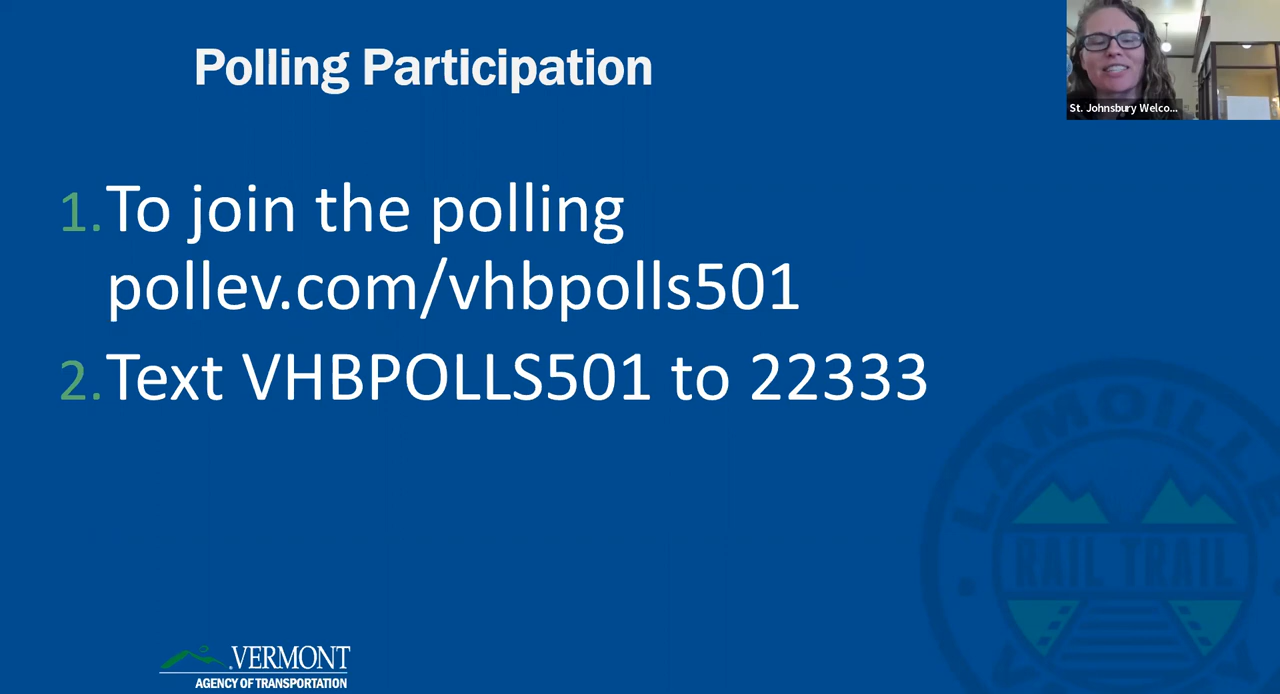 Polling Participation
St. Johnsbury Welco...
1. To join the polling
pollev.com/vhbpolls501
2. Text VHBPOLLS501 to 22333
LAMOILLE
RAIL TRAIL
VERMONT
AGENCY OF TRANSPORTATION